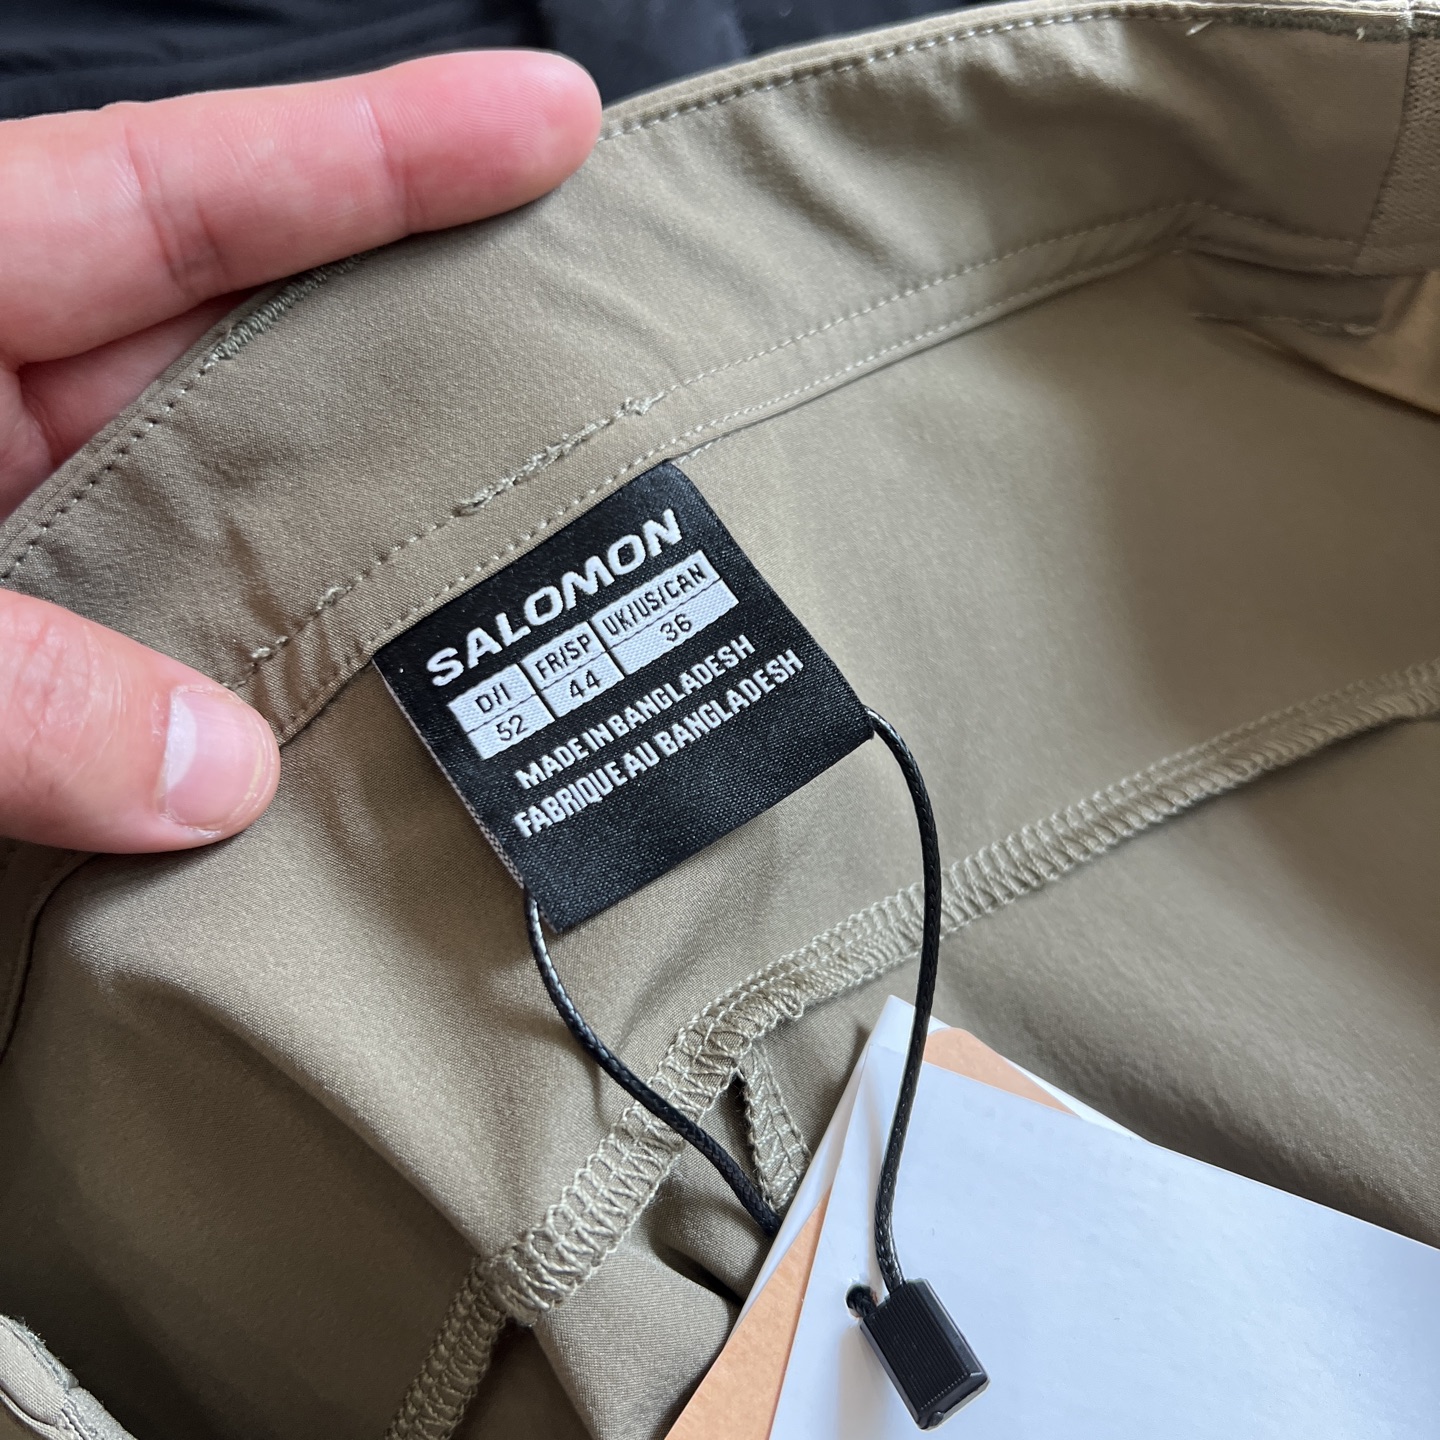 SALOMON
D/I FR/SP UK/US/CAN
52 44 36
MADE IN BANGLADESH
FABRIQUE AU BANGLADESH